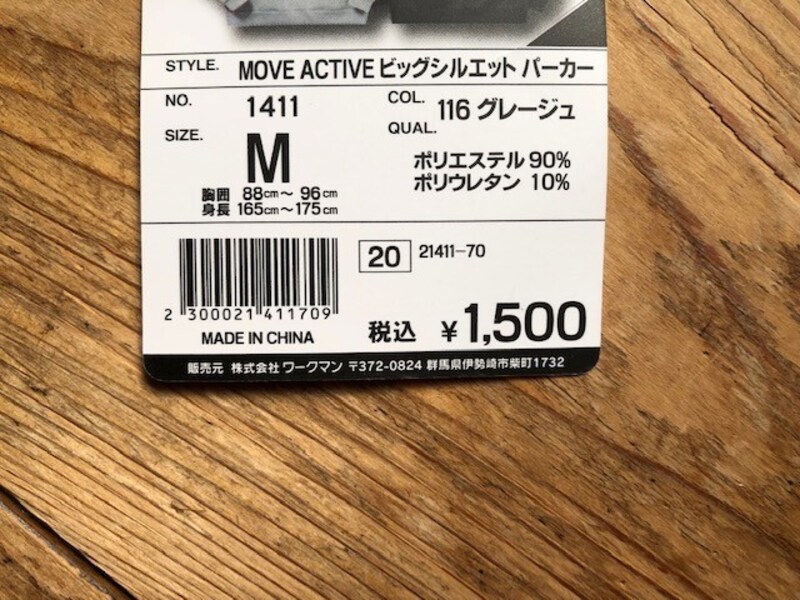 STYLE. MOVE ACTIVE ビッグシルエット パーカー
NO. 1411
COL. 116 グレージュ
SIZE. M
胸囲 88cm〜 96cm
身長 165cm〜175cm
QUAL.
ポリエステル 90%
ポリウレタン 10%
20 21411-70
2 300021 411709
MADE IN CHINA
税込 ¥1,500
販売元 株式会社 ワークマン 〒372-0824 群馬県伊勢崎市柴町1732